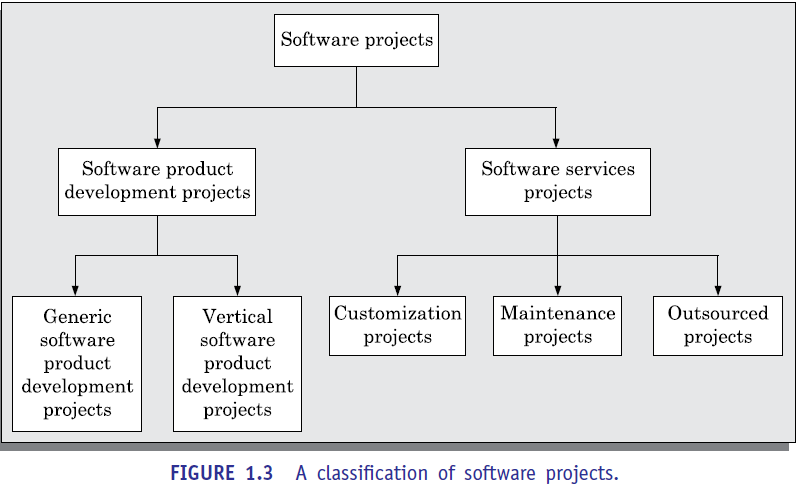 Software projects
Software product
development projects
Software services
projects
Generic
software
product
development
projects
Vertical
software
product
development
projects
Customization
projects
Maintenance
projects
Outsourced
projects
FIGURE 1.3 A classification of software projects.